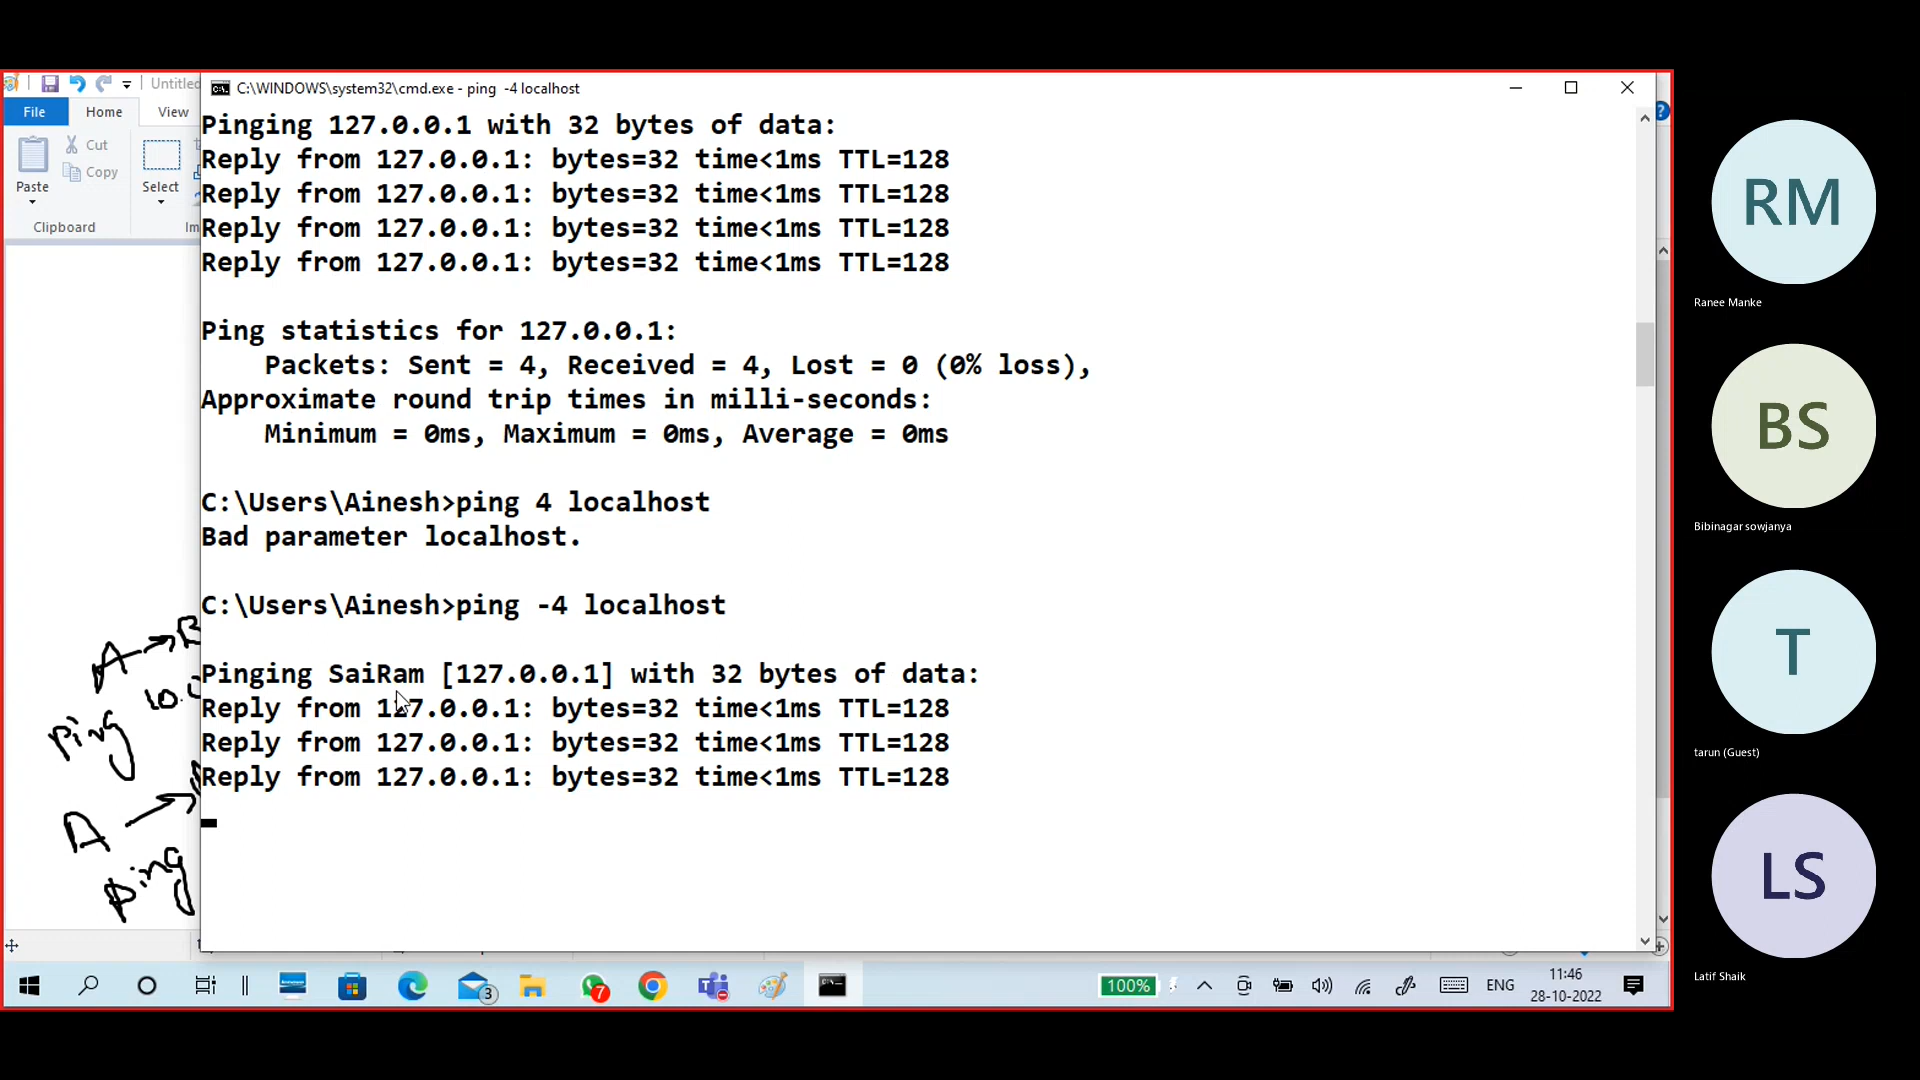 Untitled
C:\WINDOWS\system32\cmd.exe - ping  -4 localhost
File
Home
View
Cut
Copy
Paste
Select
Clipboard
Pinging 127.0.0.1 with 32 bytes of data:
Reply from 127.0.0.1: bytes=32 time<1ms TTL=128
Reply from 127.0.0.1: bytes=32 time<1ms TTL=128
Reply from 127.0.0.1: bytes=32 time<1ms TTL=128
Reply from 127.0.0.1: bytes=32 time<1ms TTL=128
Ping statistics for 127.0.0.1:
    Packets: Sent = 4, Received = 4, Lost = 0 (0% loss),
Approximate round trip times in milli-seconds:
    Minimum = 0ms, Maximum = 0ms, Average = 0ms
C:\Users\Ainesh>ping 4 localhost
Bad parameter localhost.
C:\Users\Ainesh>ping -4 localhost
Pinging SaiRam [127.0.0.1] with 32 bytes of data:
Reply from 127.0.0.1: bytes=32 time<1ms TTL=128
Reply from 127.0.0.1: bytes=32 time<1ms TTL=128
Reply from 127.0.0.1: bytes=32 time<1ms TTL=128
A → B
10.
Ping
A →
Ping
3
7
100%
ENG
11:46
28-10-2022
RM
Ranee Manke
BS
Bibinagar sowjanya
T
tarun (Guest)
LS
Latif Shaik